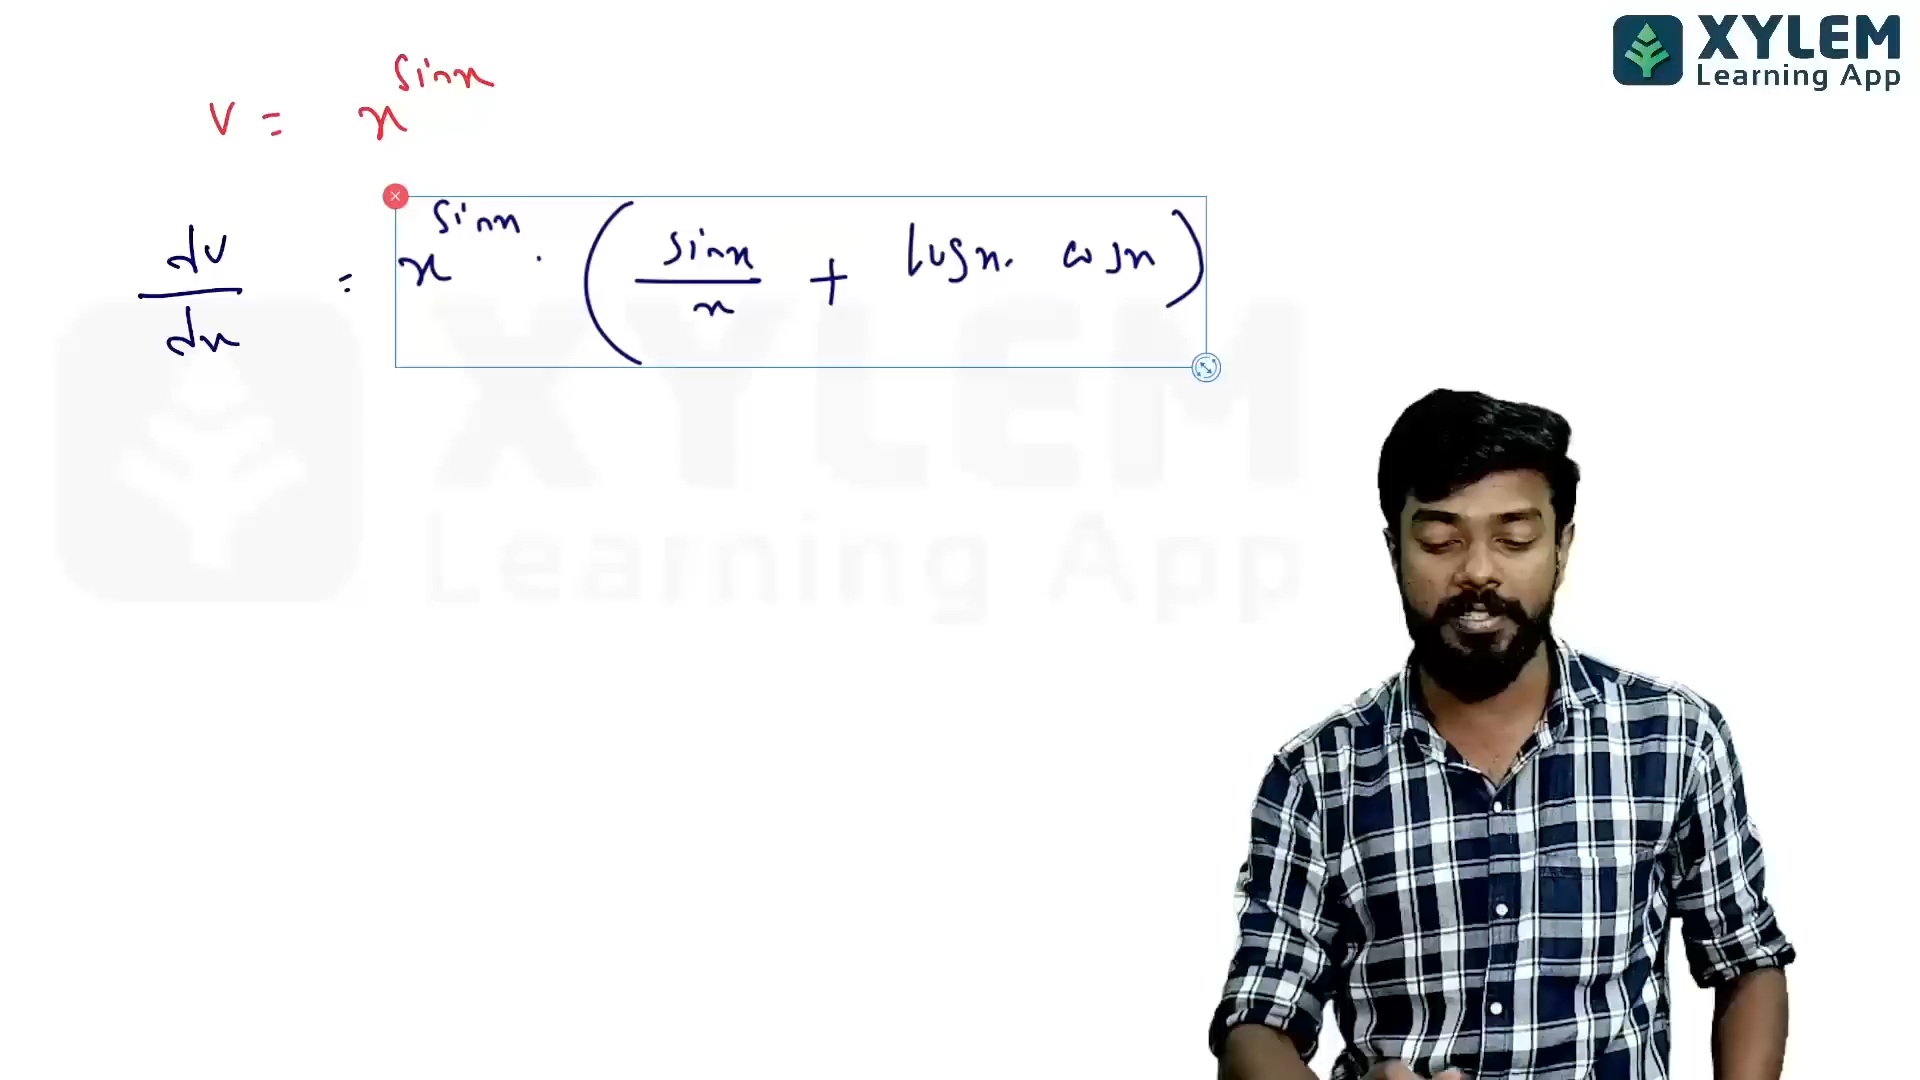 XYLEM
Learning App
v = x^sinx
dv/dx = x^sinx · (sinx/x + logx. cosx)
XYLEM
Learning App